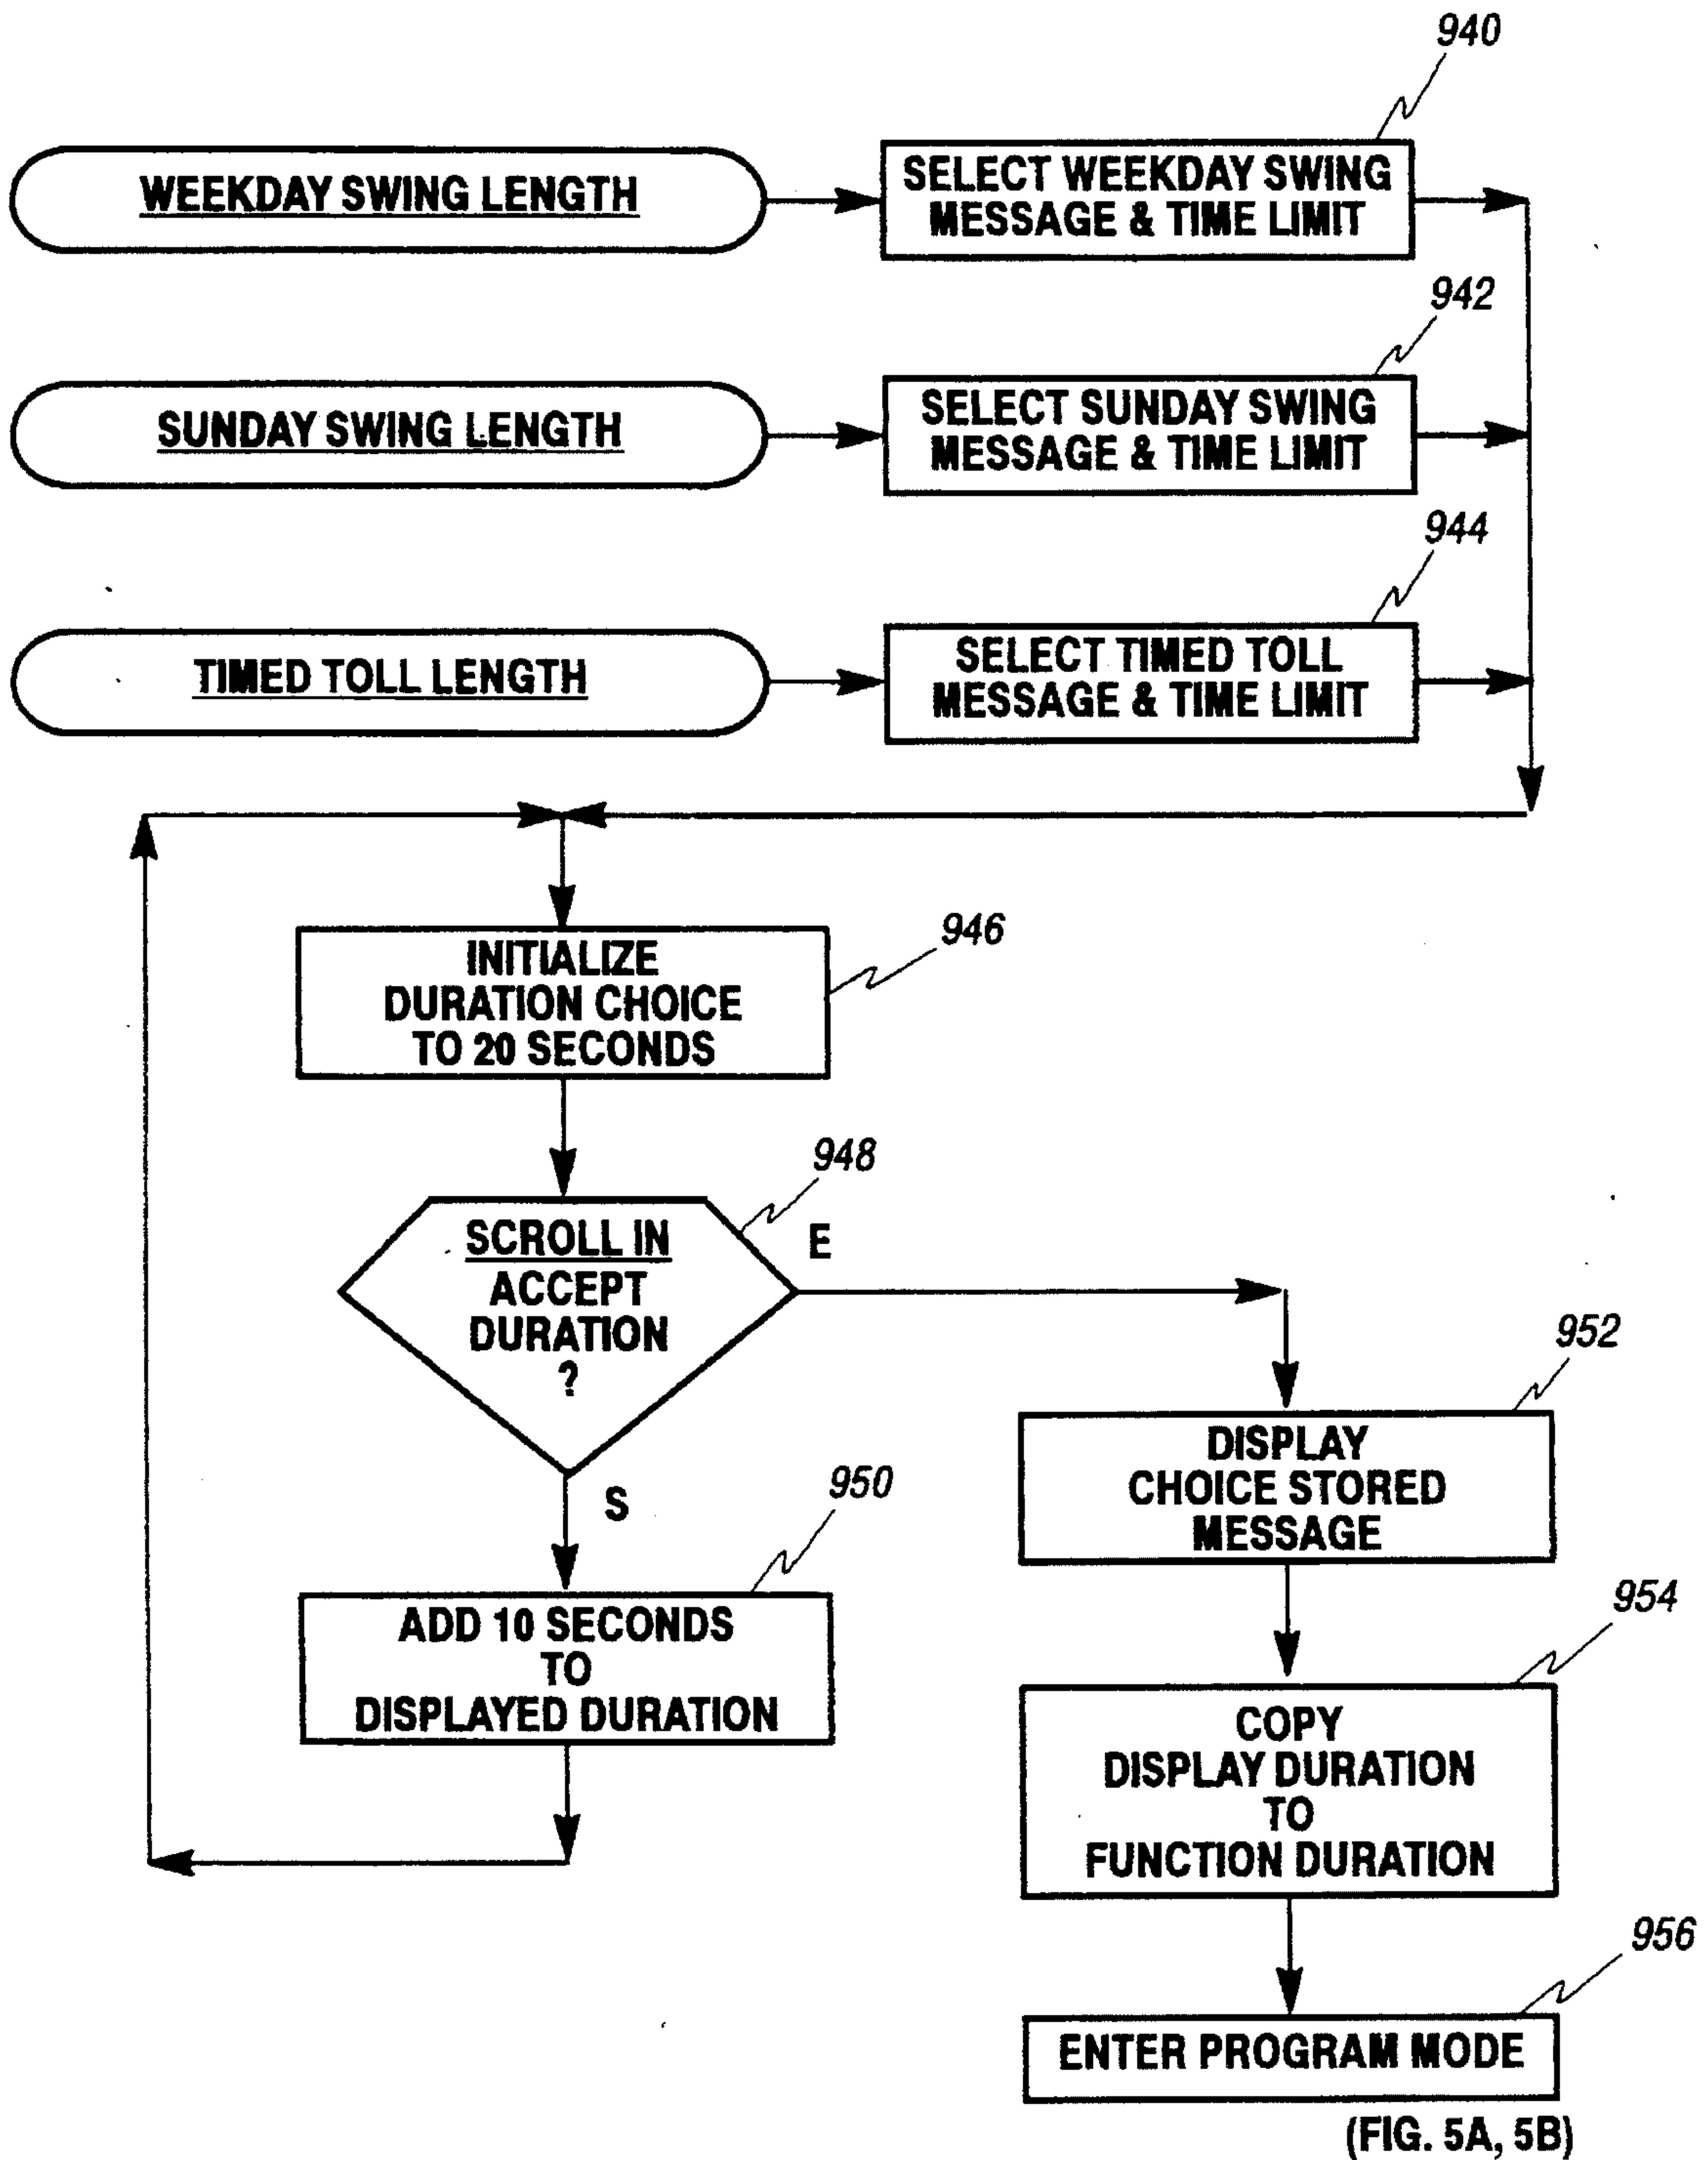 940
WEEKDAY SWING LENGTH
SELECT WEEKDAY SWING
MESSAGE & TIME LIMIT
942
SUNDAY SWING LENGTH
SELECT SUNDAY SWING
MESSAGE & TIME LIMIT
944
TIMED TOLL LENGTH
SELECT TIMED TOLL
MESSAGE & TIME LIMIT
946
INITIALIZE
DURATION CHOICE
TO 20 SECONDS
948
SCROLL IN
ACCEPT
DURATION
?
E
S
950
ADD 10 SECONDS
TO
DISPLAYED DURATION
952
DISPLAY
CHOICE STORED
MESSAGE
954
COPY
DISPLAY DURATION
TO
FUNCTION DURATION
956
ENTER PROGRAM MODE
(FIG. 5A, 5B)